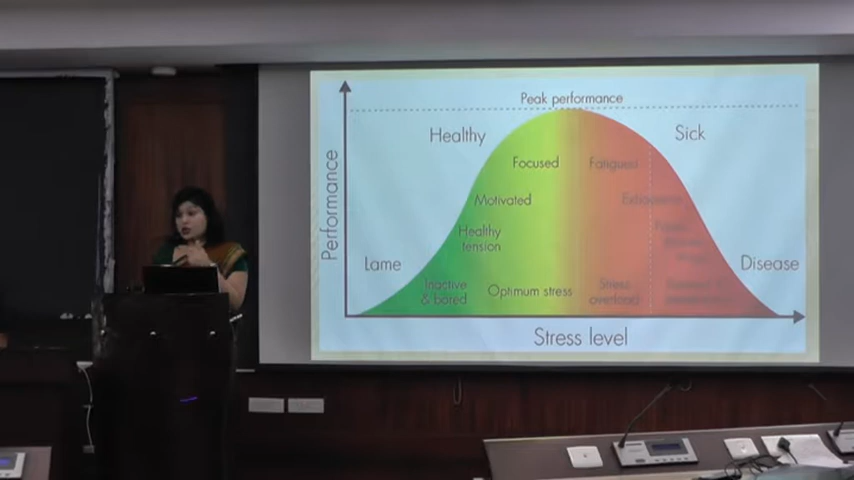 Peak performance
Healthy
Sick
Focused
Fatigued
Motivated
Healthy
tension
Performance
Lame
Disease
Inactive
& bored
Optimum stress
Stress
overload
Stress level